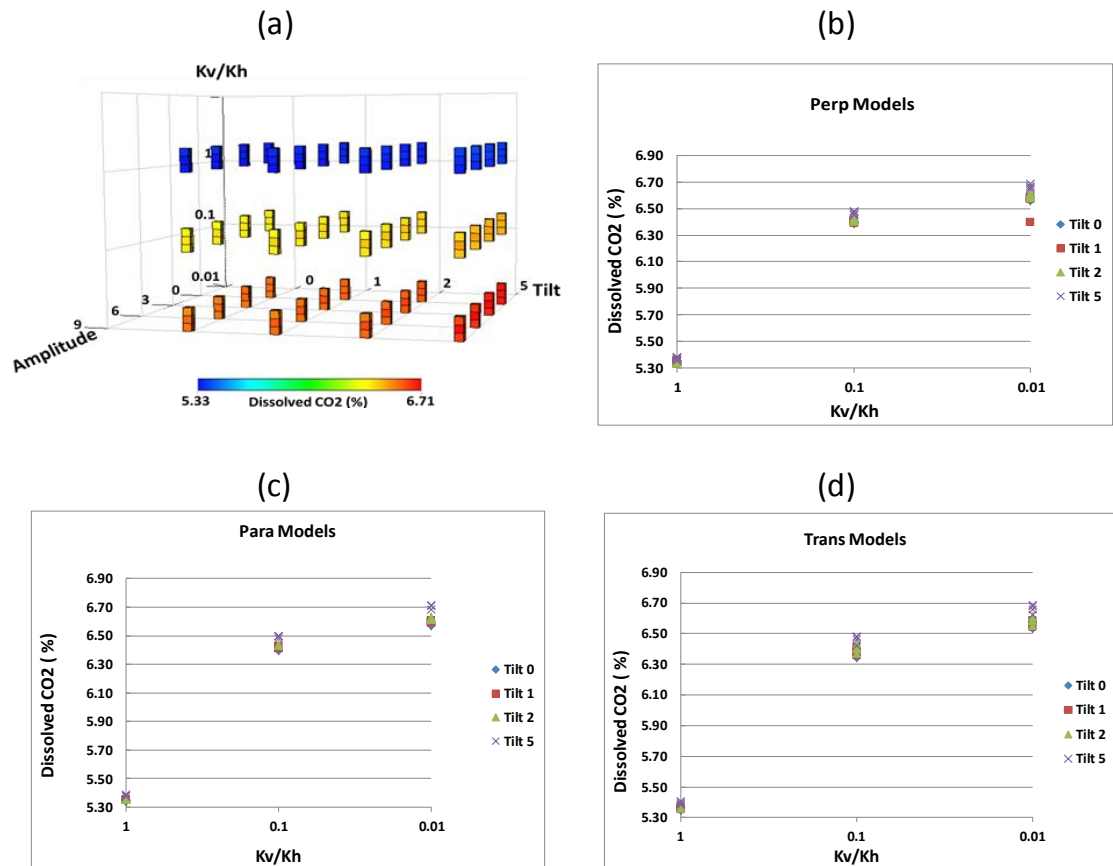 (a)
Kv/Kh
1
0.1
0.01
0
3
6
9
Amplitude
0
1
2
5
Tilt
5.33
Dissolved CO2 (%)
6.71
(b)
Perp Models
Dissolved CO2 ( %)
6.90
6.70
6.50
6.30
6.10
5.90
5.70
5.50
5.30
1
0.1
0.01
Kv/Kh
Tilt 0
Tilt 1
Tilt 2
Tilt 5
(c)
Para Models
Dissolved CO2 ( %)
6.90
6.70
6.50
6.30
6.10
5.90
5.70
5.50
5.30
1
0.1
0.01
Kv/Kh
Tilt 0
Tilt 1
Tilt 2
Tilt 5
(d)
Trans Models
Dissolved CO2 ( %)
6.90
6.70
6.50
6.30
6.10
5.90
5.70
5.50
5.30
1
0.1
0.01
Kv/Kh
Tilt 0
Tilt 1
Tilt 2
Tilt 5